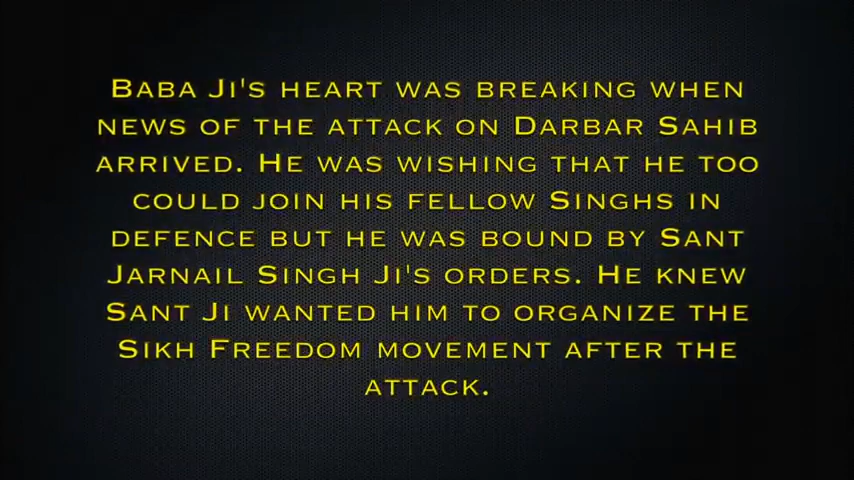 Baba Ji's heart was breaking when
news of the attack on Darbar Sahib
arrived. He was wishing that he too
could join his fellow Singhs in
defence but he was bound by Sant
Jarnail Singh Ji's orders. He knew
Sant Ji wanted him to organize the
Sikh Freedom movement after the
attack.